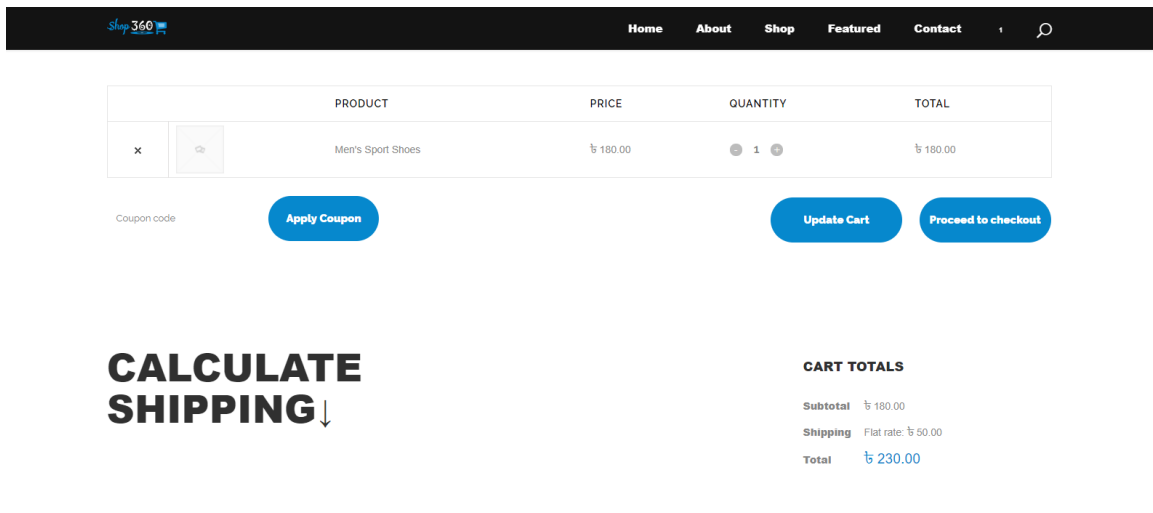 Shop 360
Home About Shop Featured Contact 1
PRODUCT PRICE QUANTITY TOTAL
× Men's Sport Shoes ৳ 180.00 - 1 + ৳ 180.00
Coupon code Apply Coupon Update Cart Proceed to checkout
CALCULATE
SHIPPING↓
CART TOTALS
Subtotal ৳ 180.00
Shipping Flat rate: ৳ 50.00
Total ৳ 230.00